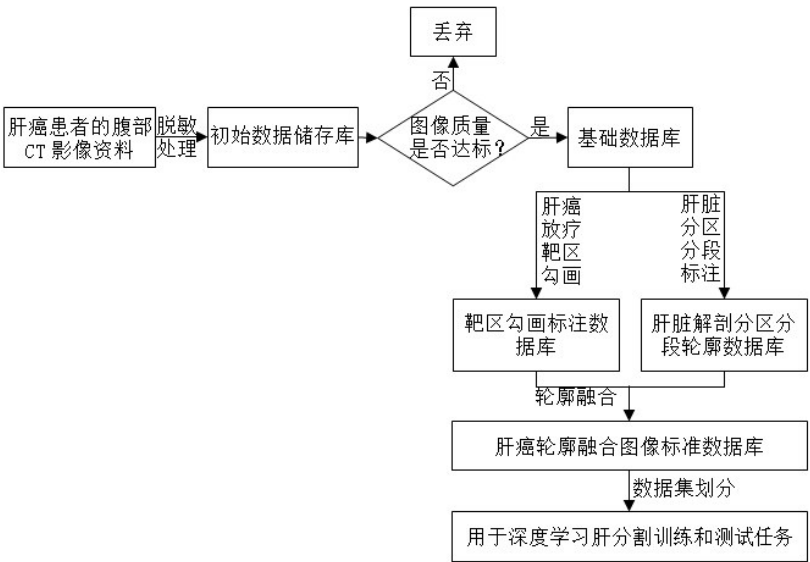 丢弃
否
肝癌患者的腹部
CT 影像资料
脱敏
处理
初始数据储存库
图像质量
是否达标？
是
基础数据库
肝癌
放疗
靶区
勾画
肝脏
分区
分段
标注
靶区勾画标注数
据库
肝脏解剖分区分
段轮廓数据库
轮廓融合
肝癌轮廓融合图像标准数据库
数据集划分
用于深度学习肝分割训练和测试任务